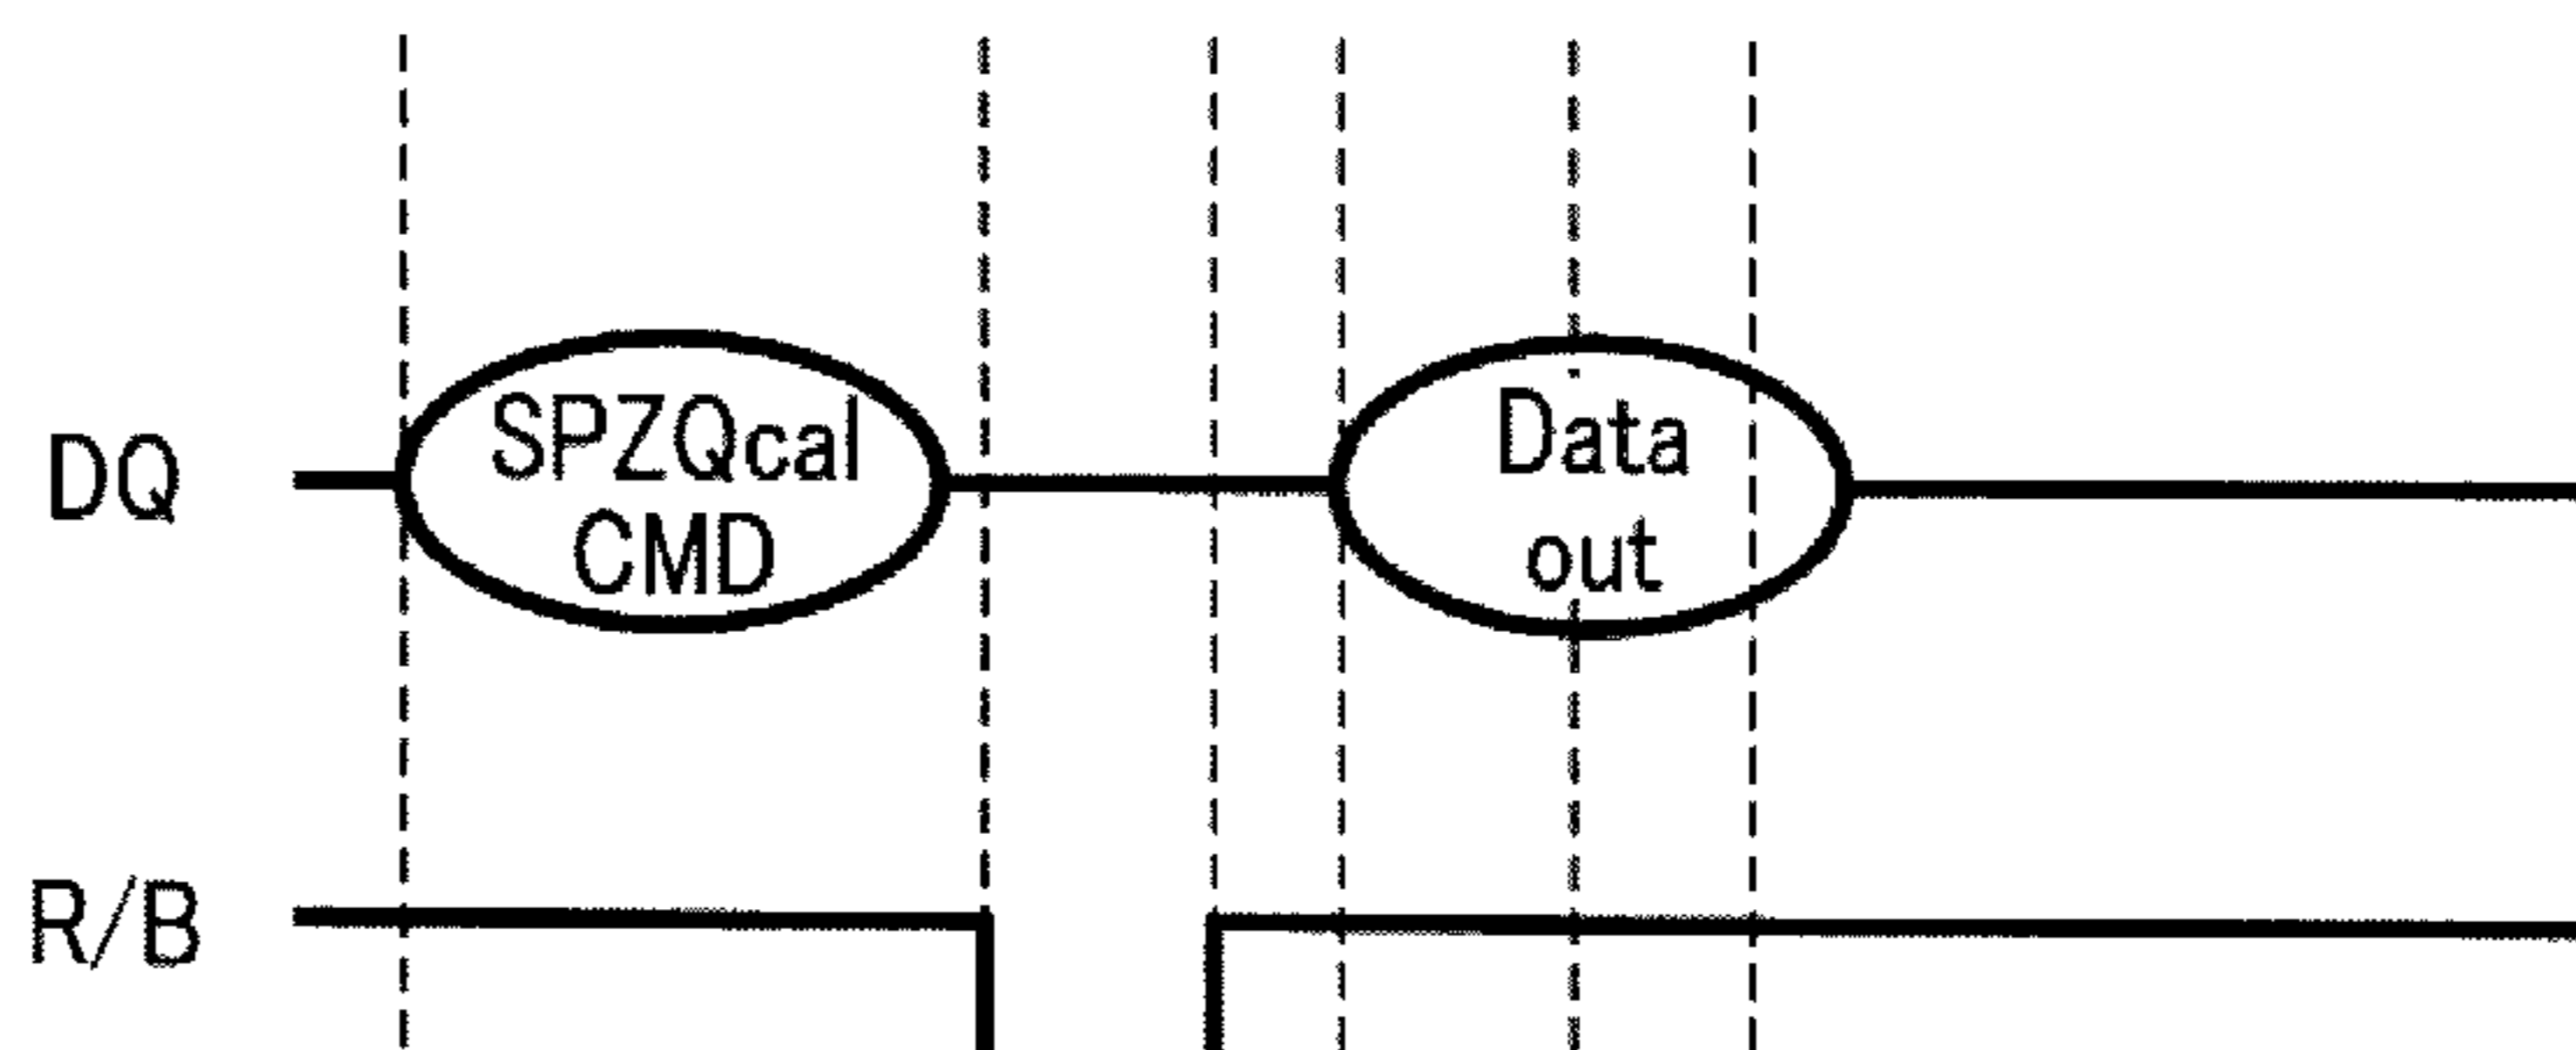 DQ
SPZQcal
CMD
Data
out
R/B